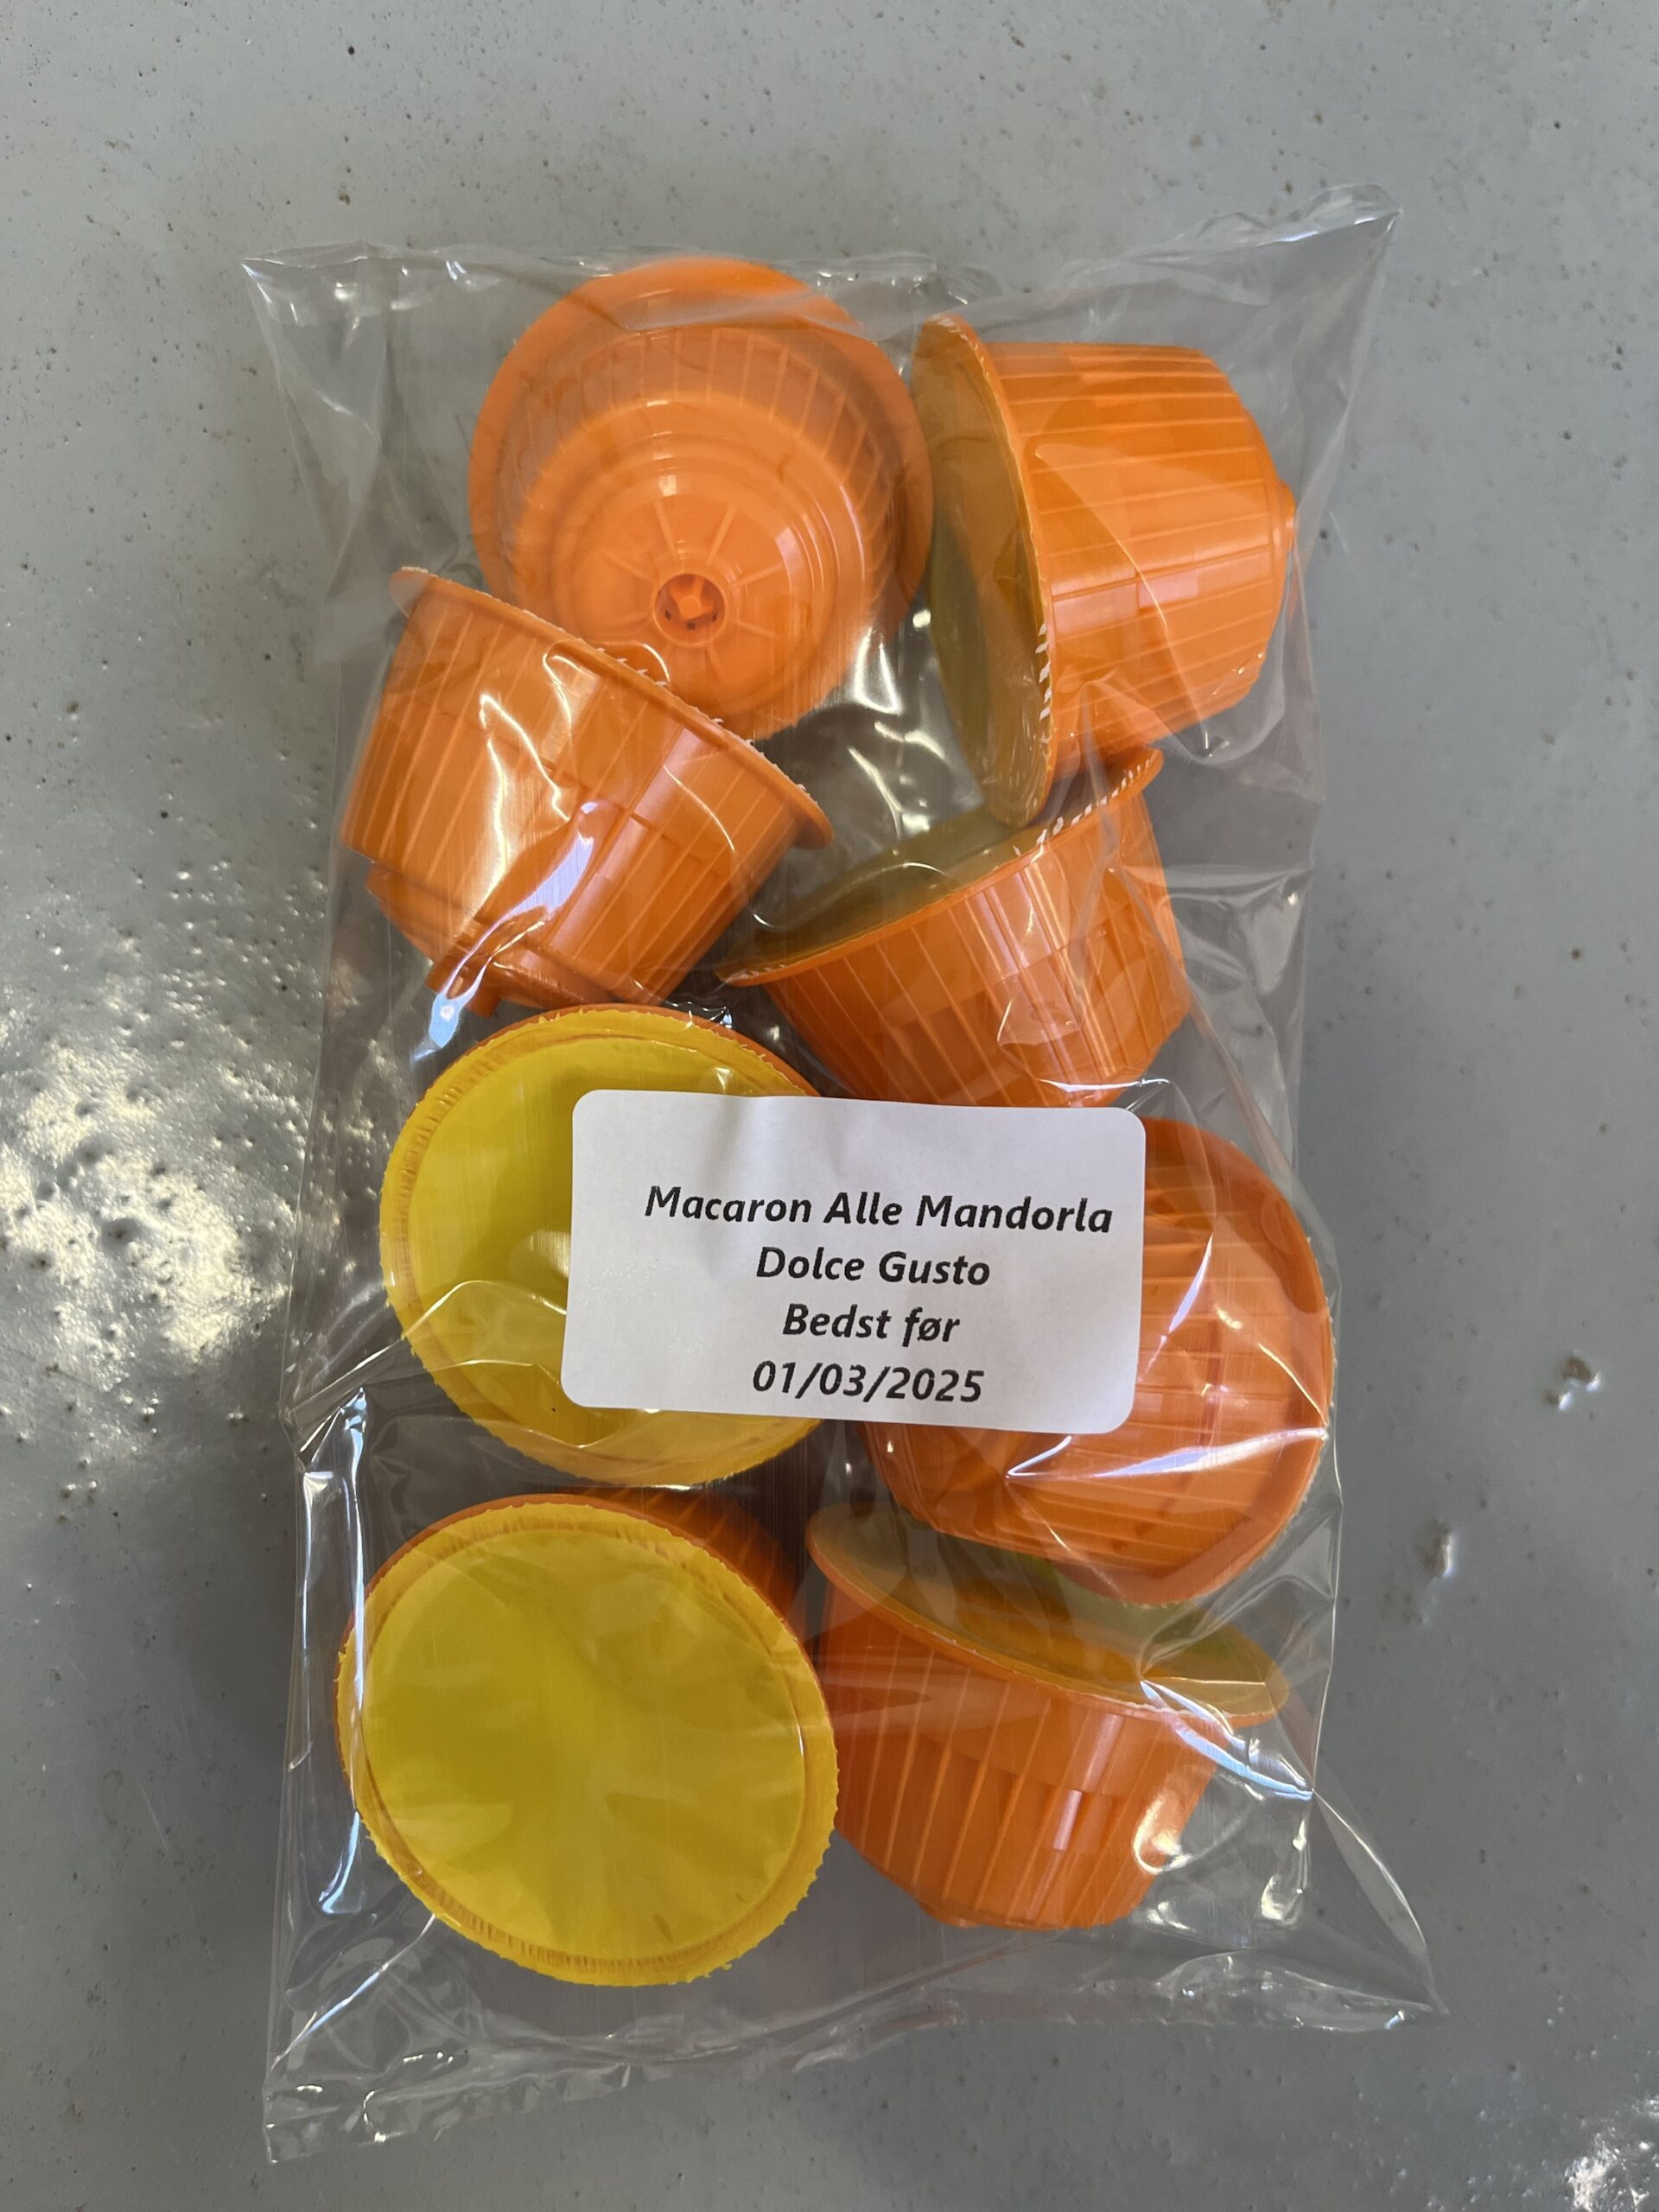 Macaron Alle Mandorla
Dolce Gusto
Bedst før
01/03/2025